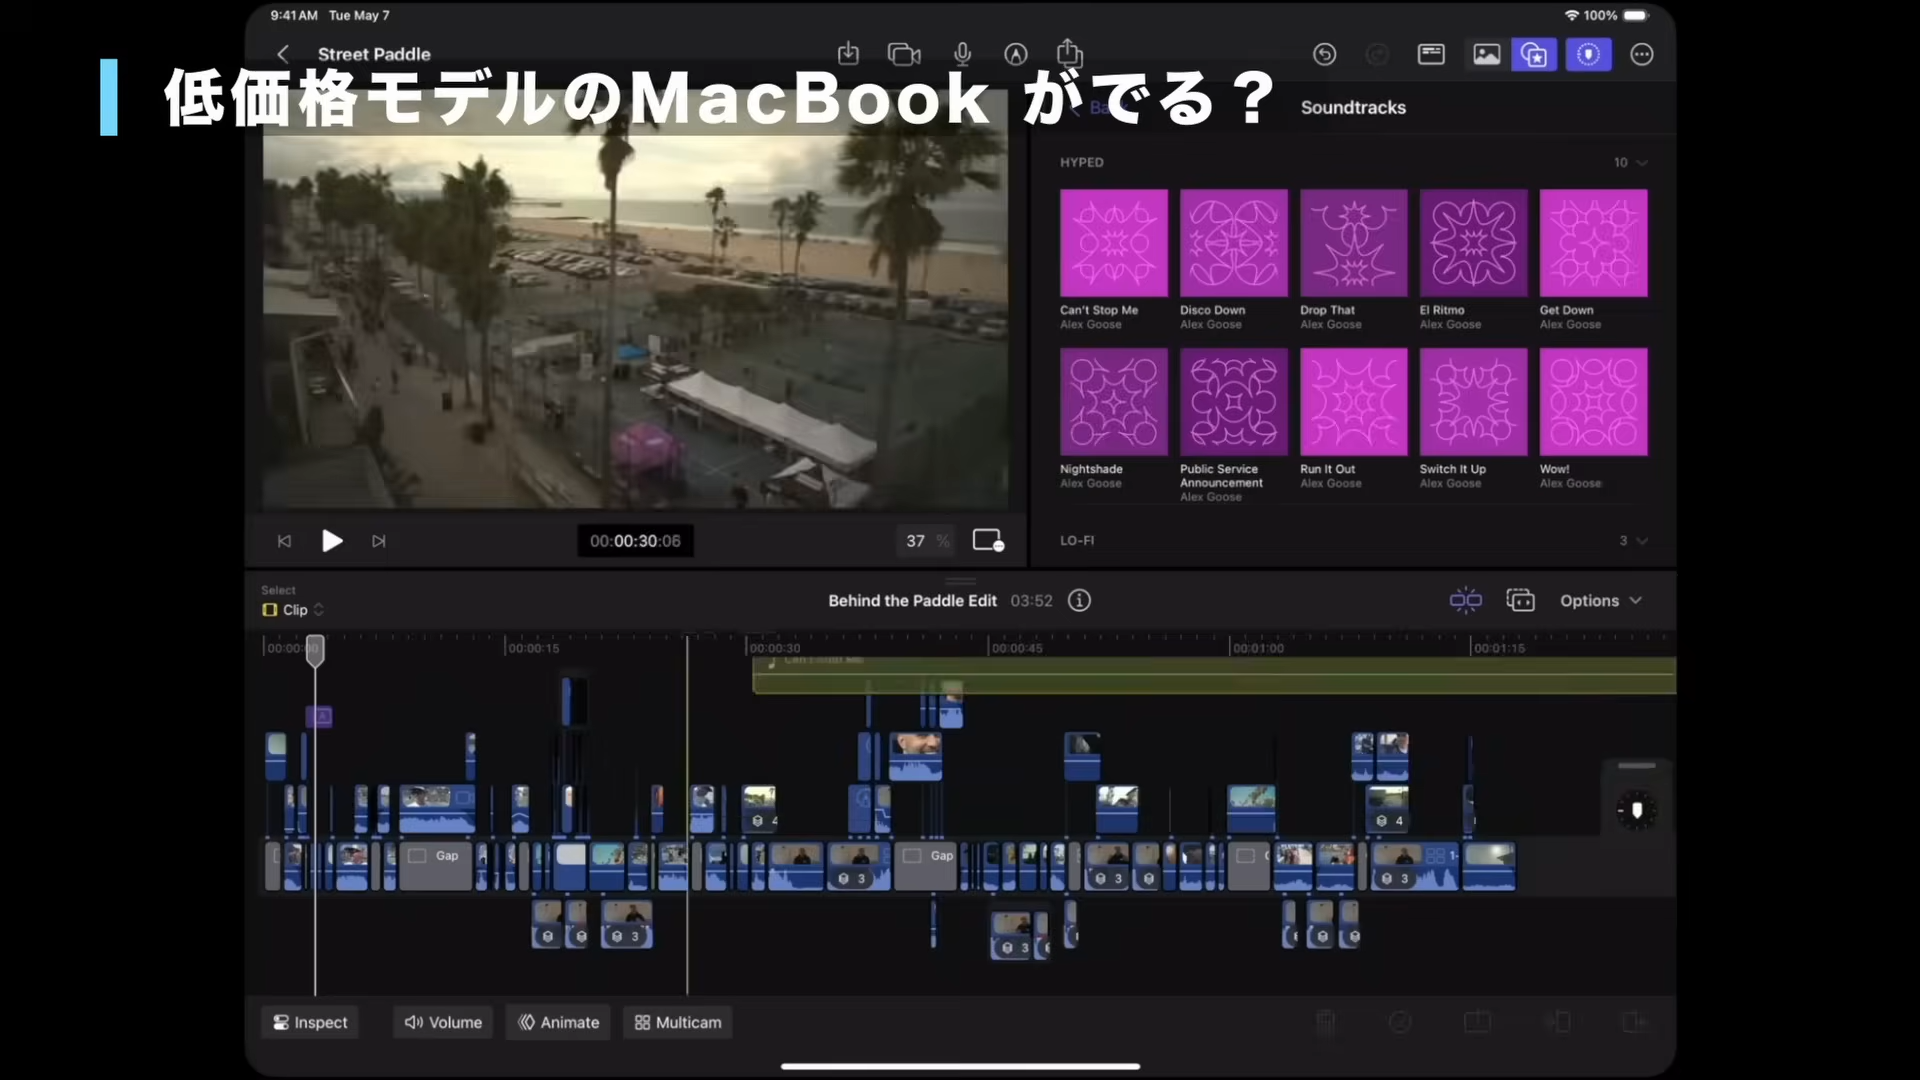 9:41 AM Tue May 7
100%
Street Paddle
低価格モデルのMacBook がでる？
Soundtracks
HYPED 10
Can't Stop Me Disco Down Drop That El Ritmo Get Down
Alex Goose Alex Goose Alex Goose Alex Goose Alex Goose
Nightshade Public Service Announcement Run It Out Switch It Up Wow!
Alex Goose Alex Goose Alex Goose Alex Goose Alex Goose
00:00:30:06
37 %
LO-FI 3
Select
Clip
Behind the Paddle Edit 03:52
Options
00:00:15 00:00:30 00:00:45 00:01:00 00:01:15
4 4
Gap 3 Gap 3 3
3 3
Inspect Volume Animate Multicam